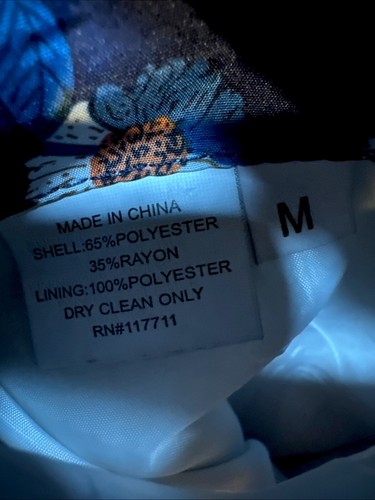 MADE IN CHINA
SHELL:65%POLYESTER
35%RAYON
LINING:100%POLYESTER
DRY CLEAN ONLY
RN#117711
M